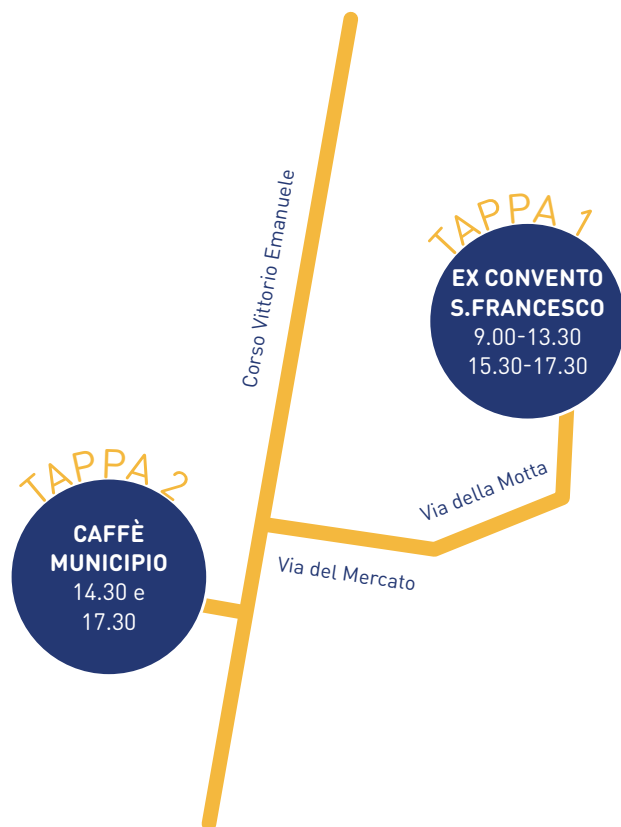 TAPPA 1
EX CONVENTO
S.FRANCESCO
9.00-13.30
15.30-17.30
Corso Vittorio Emanuele
Via della Motta
Via del Mercato
TAPPA 2
CAFFÈ
MUNICIPIO
14.30 e
17.30